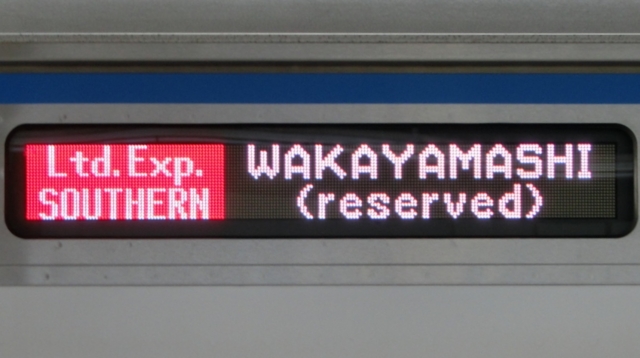 Ltd. Exp.
SOUTHERN
WAKAYAMASHI
(reserved)